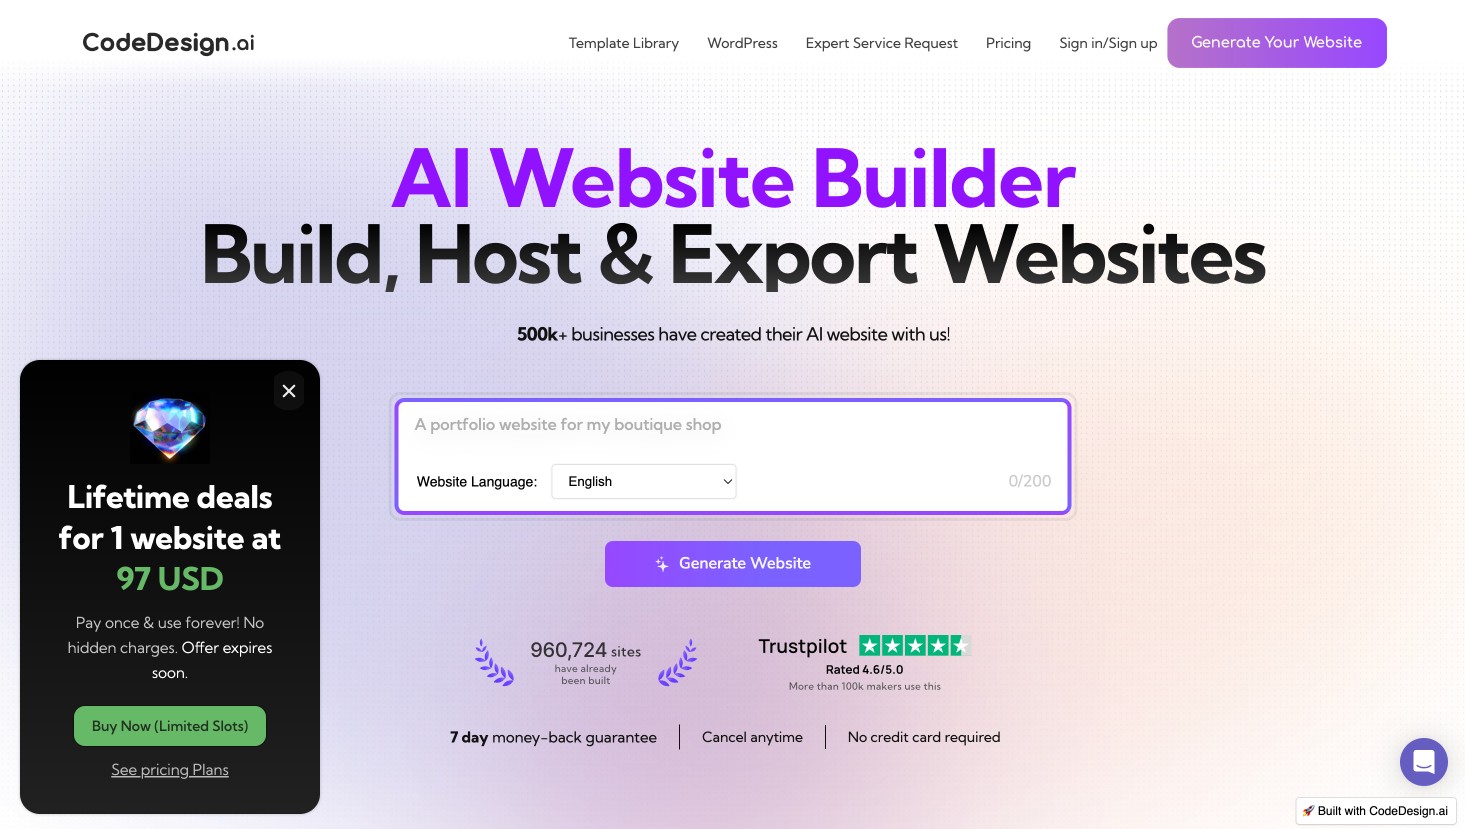 CodeDesign.ai
Template Library
WordPress
Expert Service Request
Pricing
Sign in/Sign up
Generate Your Website
AI Website Builder
Build, Host & Export Websites
500k+ businesses have created their AI website with us!
A portfolio website for my boutique shop
Website Language:
English
0/200
Generate Website
960,724 sites
have already
been built
Trustpilot
Rated 4.6/5.0
More than 100k makers use this
7 day money-back guarantee
Cancel anytime
No credit card required
Lifetime deals
for 1 website at
97 USD
Pay once & use forever! No
hidden charges. Offer expires
soon.
Buy Now (Limited Slots)
See pricing Plans
🚀 Built with CodeDesign.ai